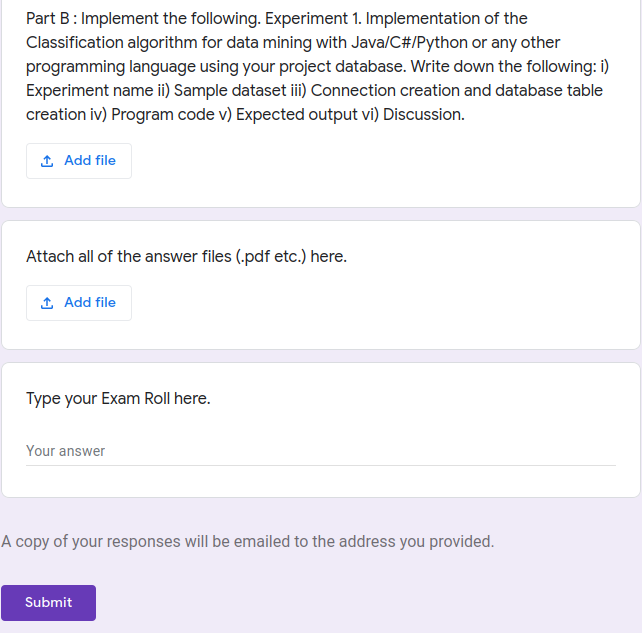 Part B : Implement the following. Experiment 1. Implementation of the
Classification algorithm for data mining with Java/C#/Python or any other
programming language using your project database. Write down the following: i)
Experiment name ii) Sample dataset iii) Connection creation and database table
creation iv) Program code v) Expected output vi) Discussion.
Add file
Attach all of the answer files (.pdf etc.) here.
Add file
Type your Exam Roll here.
Your answer
A copy of your responses will be emailed to the address you provided.
Submit